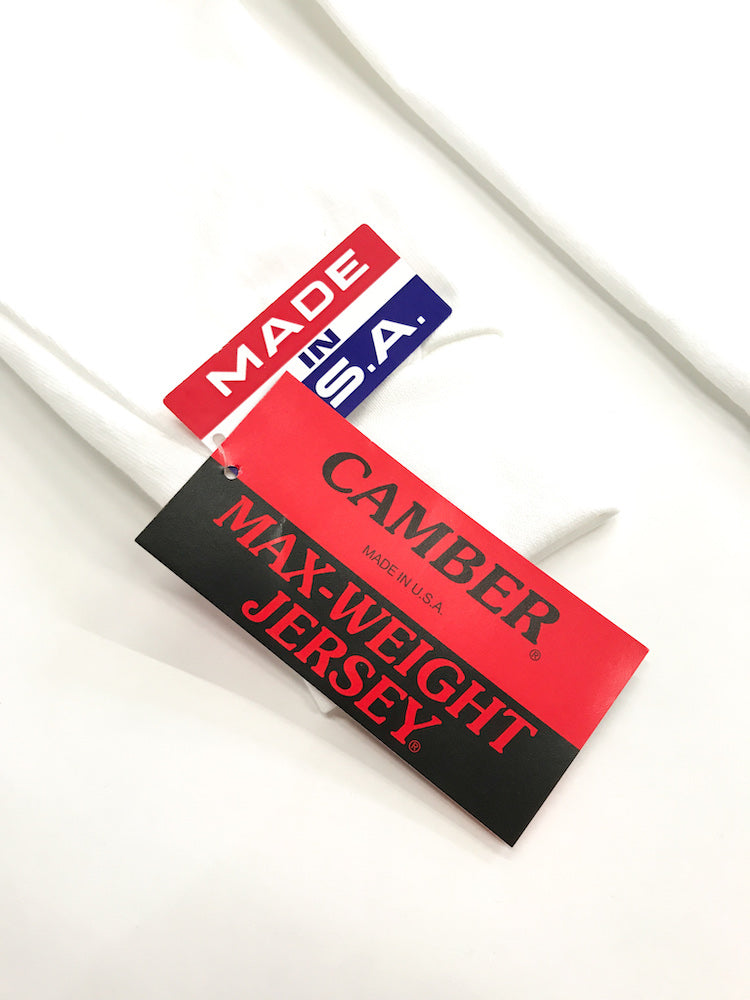 MADE
IN
S.A.
CAMBER®
MADE IN U.S.A.
MAX-WEIGHT
JERSEY®